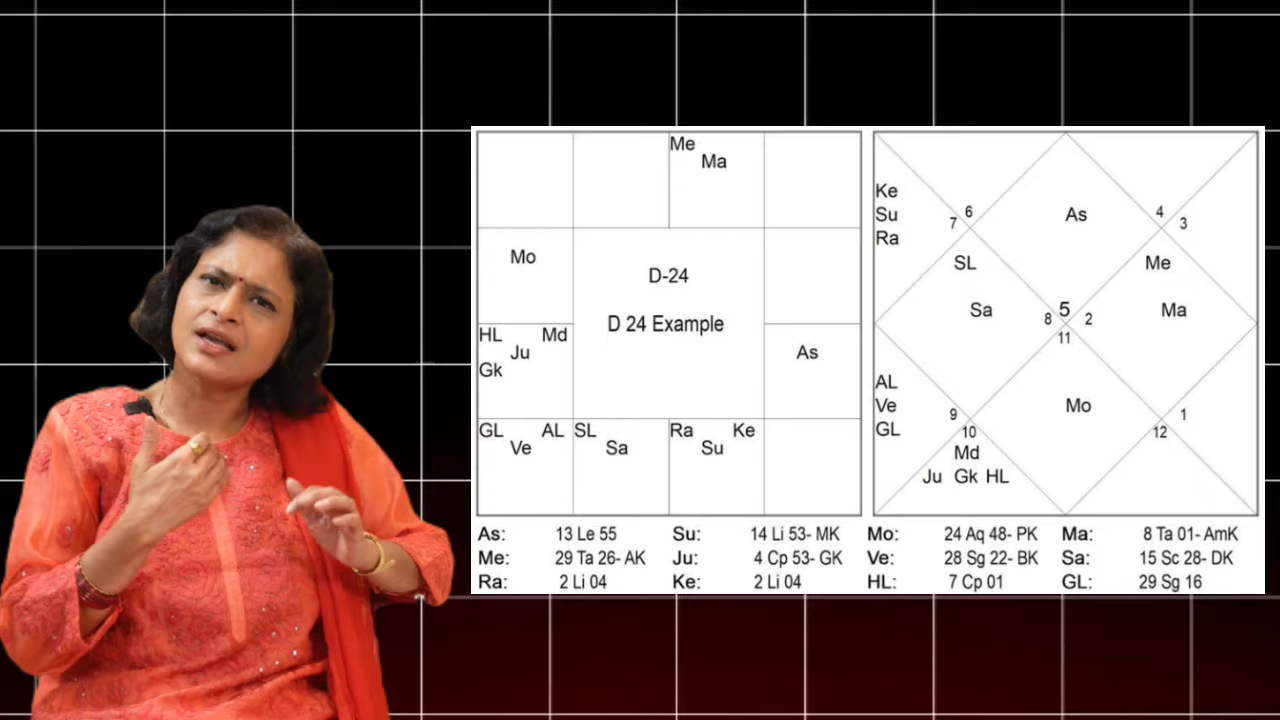 Me
Ma
Mo
D-24
D 24 Example
HL Md
Ju
Gk
As
GL AL
Ve
SL
Sa
Ra Ke
Su
Ke
Su
Ra
6
7
As
4
3
SL
Me
Sa
Ma
5
8 2
11
AL
Ve
GL
9
10
Mo
1
12
Md
Ju Gk HL
As: 13 Le 55 Su: 14 Li 53- MK Mo: 24 Aq 48- PK Ma: 8 Ta 01- AmK
Me: 29 Ta 26- AK Ju: 4 Cp 53- GK Ve: 28 Sg 22- BK Sa: 15 Sc 28- DK
Ra: 2 Li 04 Ke: 2 Li 04 HL: 7 Cp 01 GL: 29 Sg 16